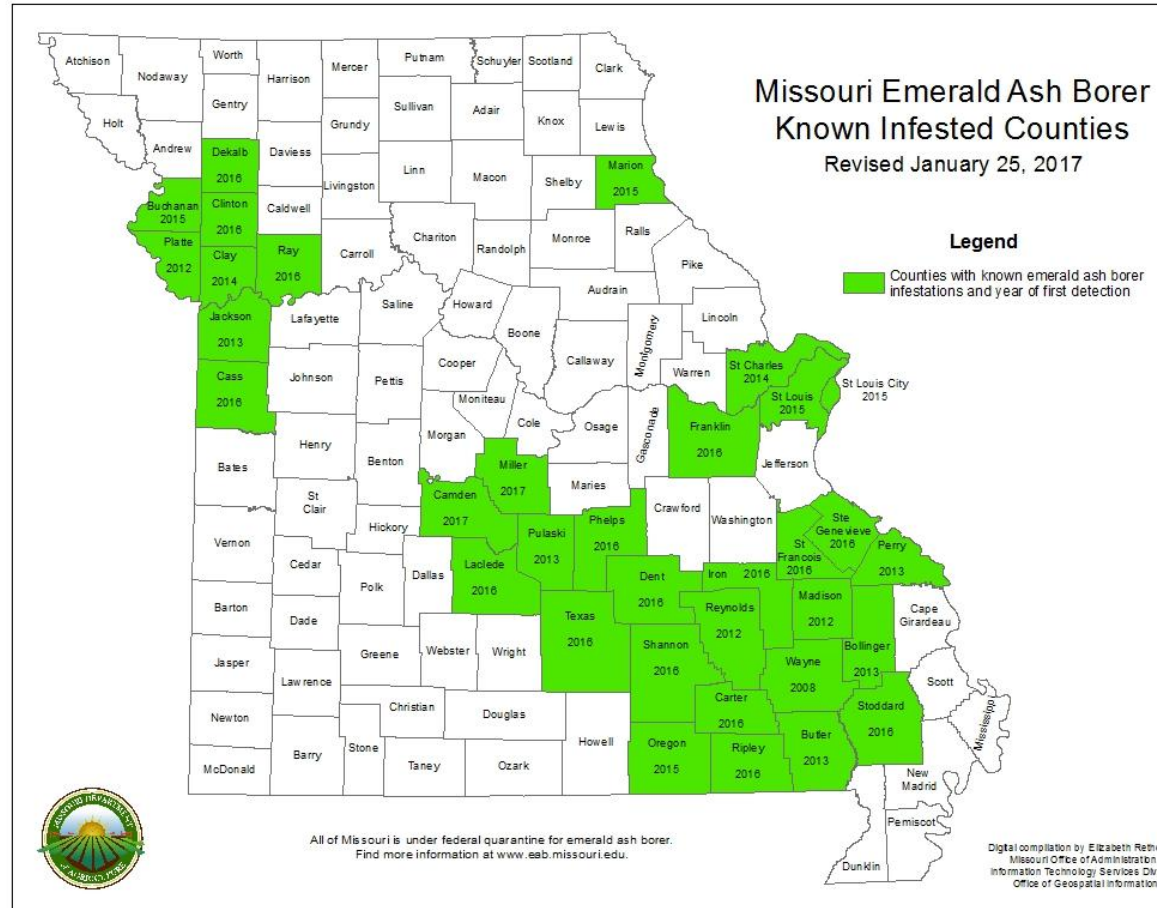 Missouri Emerald Ash Borer
Known Infested Counties
Revised January 25, 2017
Legend
Counties with known emerald ash borer
infestations and year of first detection
Atchison
Nodaway
Worth
Harrison
Mercer
Putnam
Schuyler
Scotland
Clark
Gentry
Sullivan
Adair
Knox
Lewis
Holt
Andrew
Dekalb
2016
Daviess
Grundy
Linn
Macon
Shelby
Marion
2015
Livingston
Buchanan
2015
Clinton
2016
Caldwell
Chariton
Randolph
Monroe
Ralls
Platte
2012
Clay
2014
Ray
2016
Carroll
Pike
Audrain
Saline
Howard
Boone
Lincoln
Jackson
2013
Lafayette
Callaway
Montgomery
Warren
St Charles
2014
Cooper
St Louis City
2015
St Louis
2015
Cass
2016
Johnson
Pettis
Moniteau
Cole
Osage
Gasconade
Franklin
2016
Morgan
Jefferson
Henry
Benton
Bates
Miller
2017
Maries
Camden
2017
Crawford
Washington
St
Clair
Hickory
Phelps
2016
Pulaski
2013
Ste
Genevieve
2016
St
Francois
2016
Perry
2013
Vernon
Cedar
Polk
Dallas
Laclede
2016
Dent
2016
Iron 2016
Madison
2012
Cape
Girardeau
Barton
Dade
Texas
2016
Reynolds
2012
Bollinger
2013
Greene
Webster
Wright
Shannon
2016
Wayne
2008
Jasper
Lawrence
Scott
Carter
2016
Stoddard
2016
Mississippi
Newton
Christian
Douglas
Howell
Oregon
2015
Ripley
2016
Butler
2013
Barry
Stone
Taney
Ozark
McDonald
New
Madrid
Pemiscot
Dunklin
MISSOURI DEPARTMENT
of AGRICULTURE
All of Missouri is under federal quarantine for emerald ash borer.
Find more information at www.eab.missouri.edu.
Digital compilation by Elizabeth
Missouri Office of Administration
Information Technology Services
Office of Geospatial Information